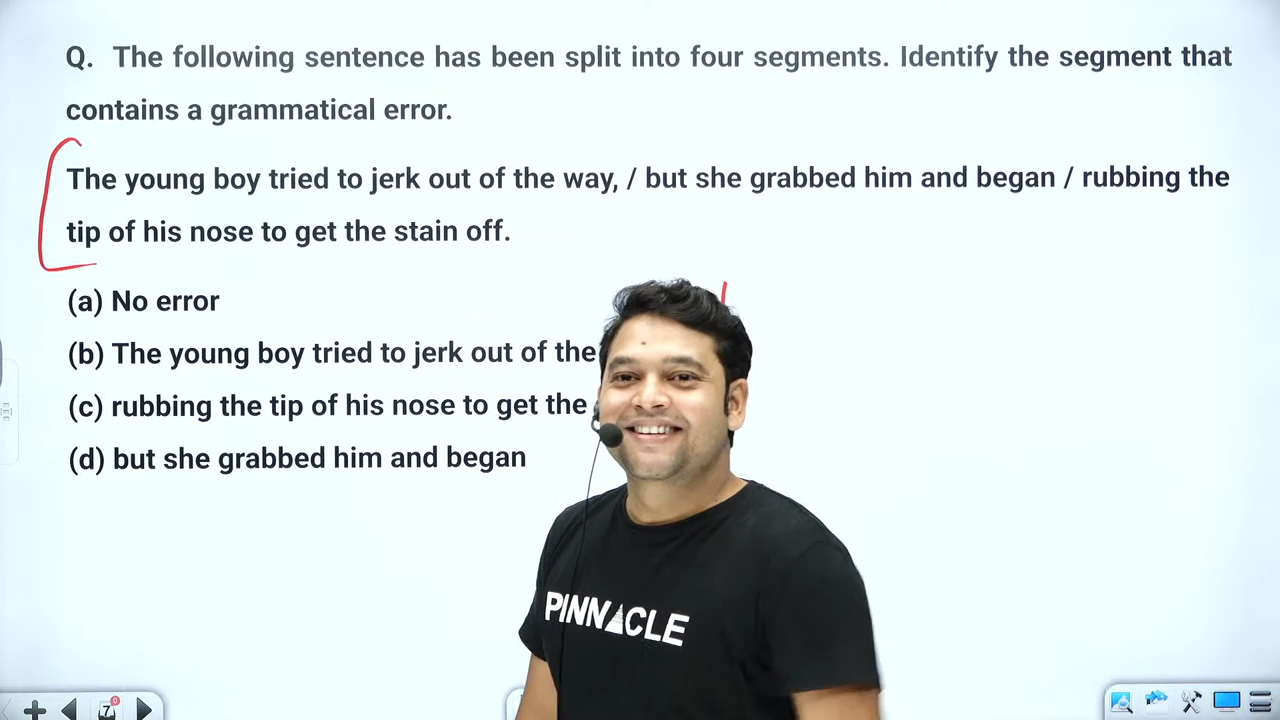 Q. The following sentence has been split into four segments. Identify the segment that
contains a grammatical error.
The young boy tried to jerk out of the way, / but she grabbed him and began / rubbing the
tip of his nose to get the stain off.
(a) No error
(b) The young boy tried to jerk out of the
(c) rubbing the tip of his nose to get the
(d) but she grabbed him and began
PINNACLE
7